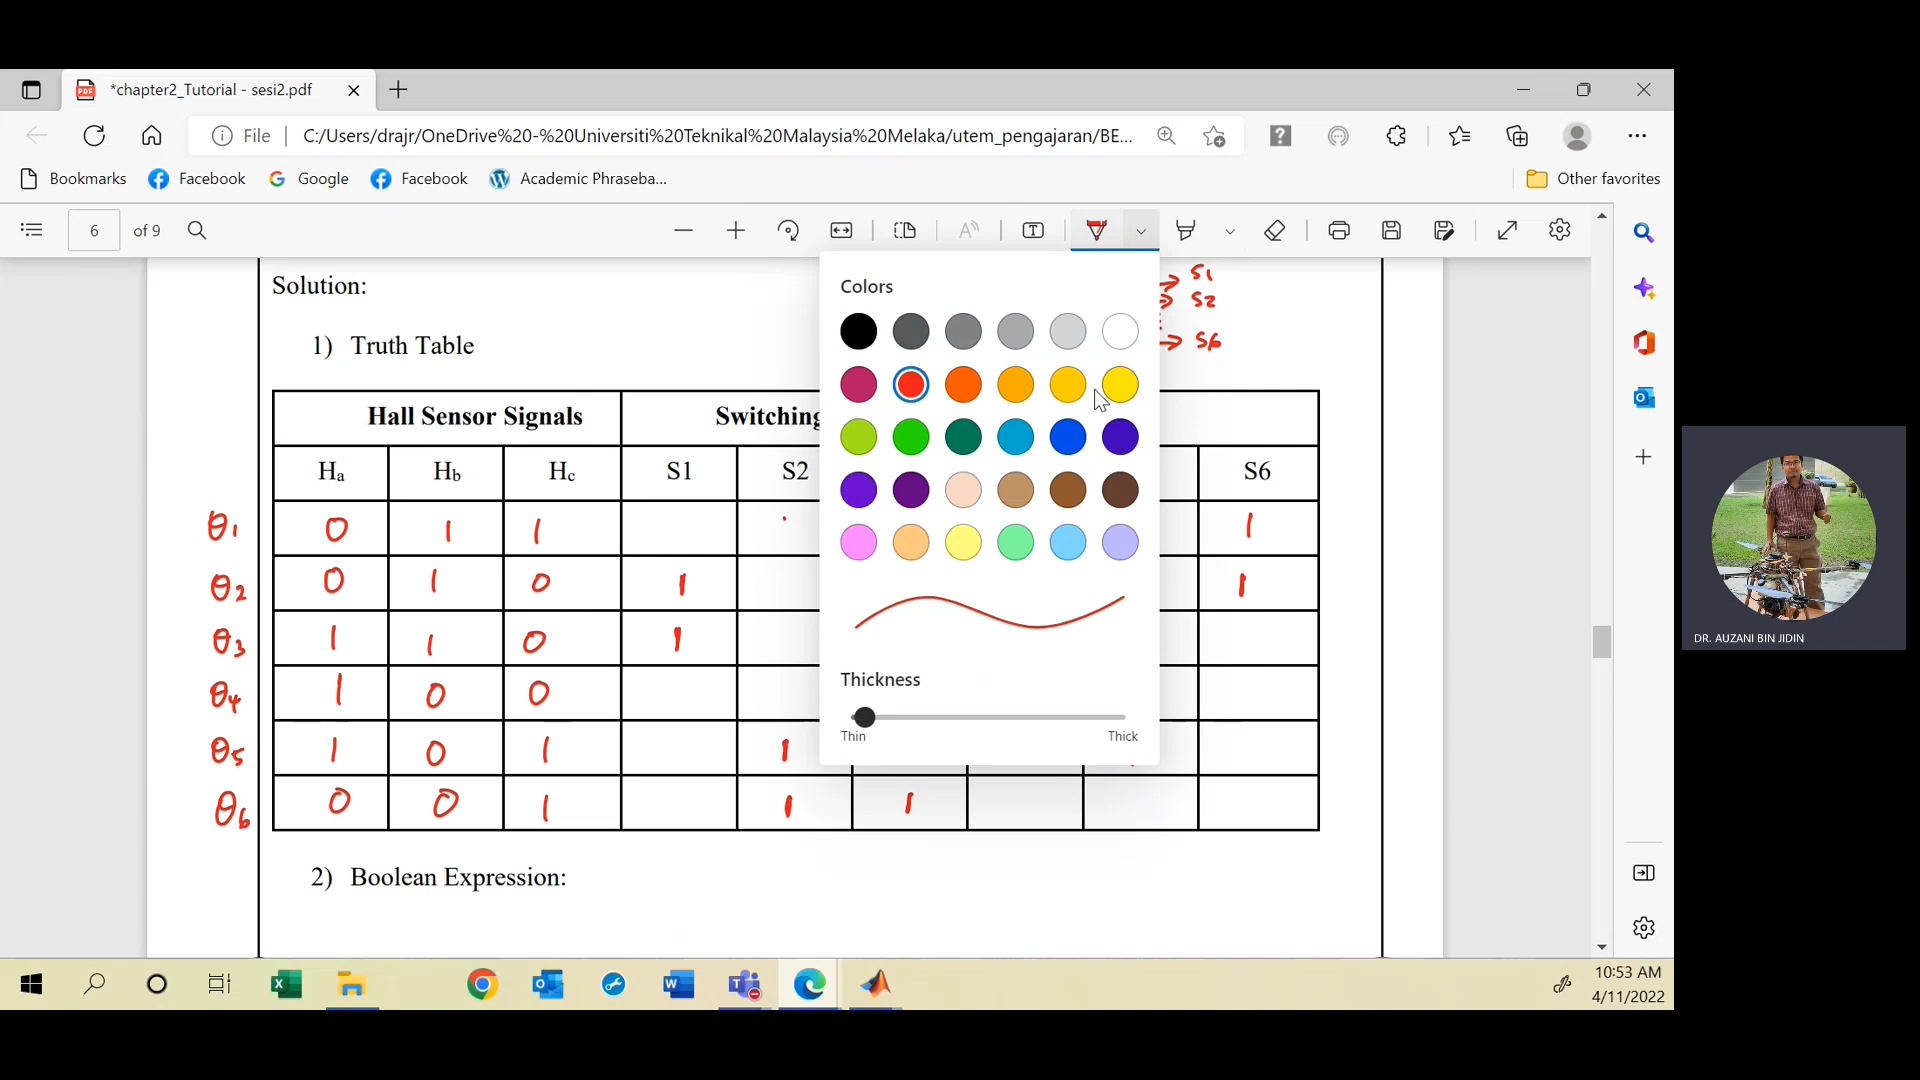 *chapter2_Tutorial - sesi2.pdf
File
C:/Users/drajr/OneDrive%20-%20Universiti%20Teknikal%20Malaysia%20Melaka/utem_pengajaran/BE...
Bookmarks Facebook Google Facebook Academic Phraseba... Other favorites
6 of 9
Solution:
S1
S2
S6
1) Truth Table
Hall Sensor Signals Switching
Ha Hb Hc S1 S2 S6
θ1 0 1 1 1
θ2 0 1 0 1 1
θ3 1 1 0 1
θ4 1 0 0
θ5 1 0 1 1
θ6 0 0 1 1 1
2) Boolean Expression:
Colors
Thickness
Thin Thick
DR. AUZANI BIN JIDIN
10:53 AM
4/11/2022